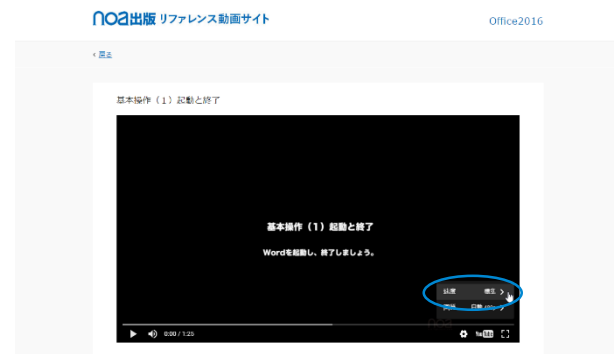 noa出版 リファレンス動画サイト
Office2016
< 戻る
基本操作（1）起動と終了
基本操作（1）起動と終了
Wordを起動し、終了しましょう。
速度 標準 >
画質
0:00 / 1:25